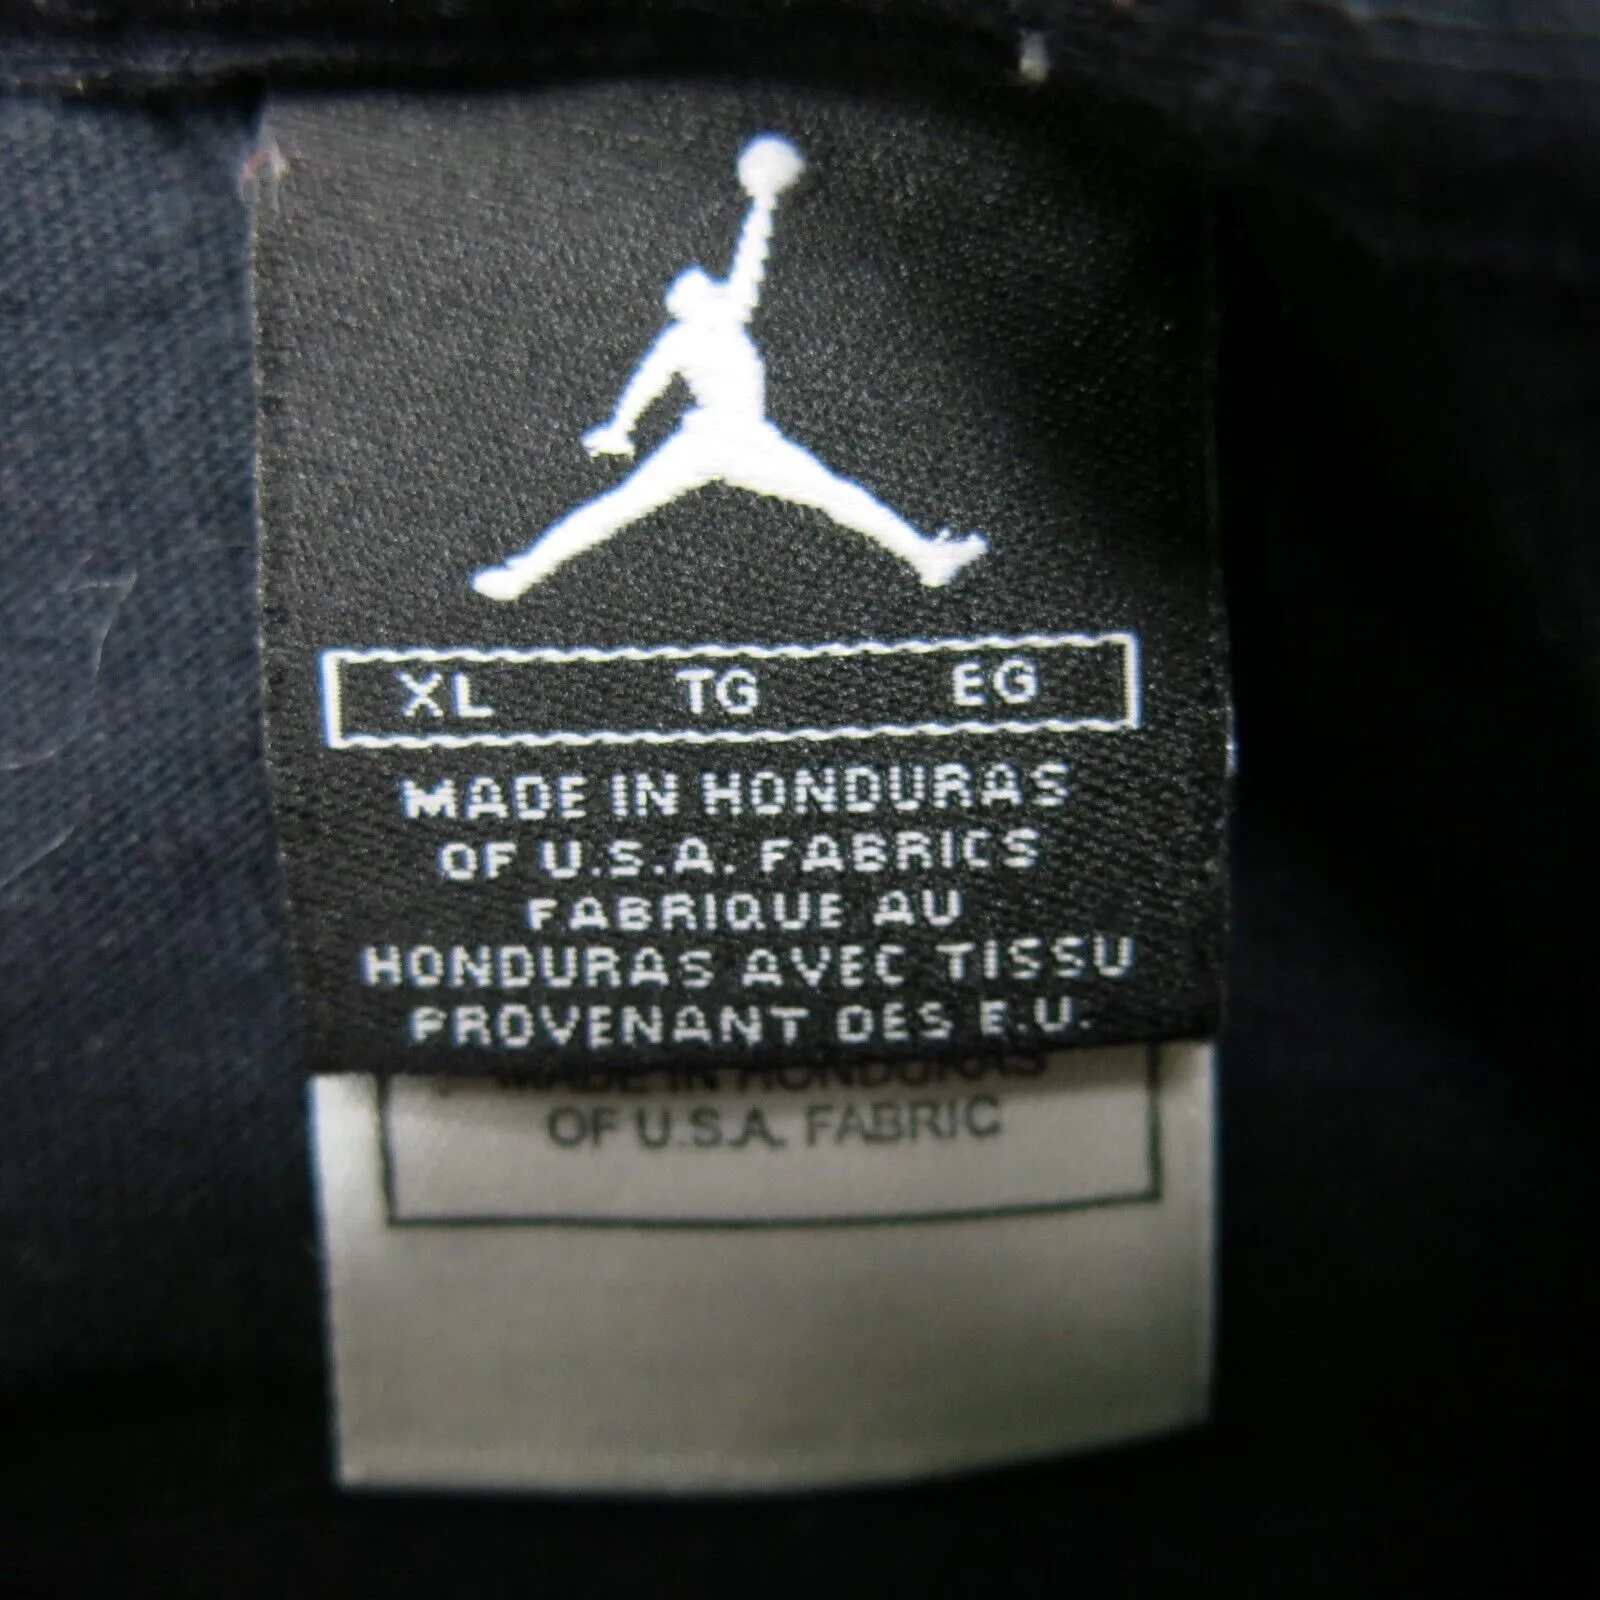 XL TG EG
MADE IN HONDURAS
OF U.S.A. FABRICS
FABRIQUE AU
HONDURAS AVEC TISSU
PROVENANT DES E.U.
MADE IN HONDURAS
OF U.S.A. FABRIC